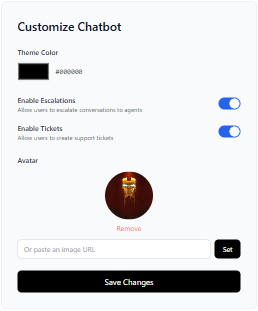 Customize Chatbot
Theme Color
#000000
Enable Escalations
Allow users to escalate conversations to agents
Enable Tickets
Allow users to create support tickets
Avatar
Remove
Or paste an image URL
Set
Save Changes